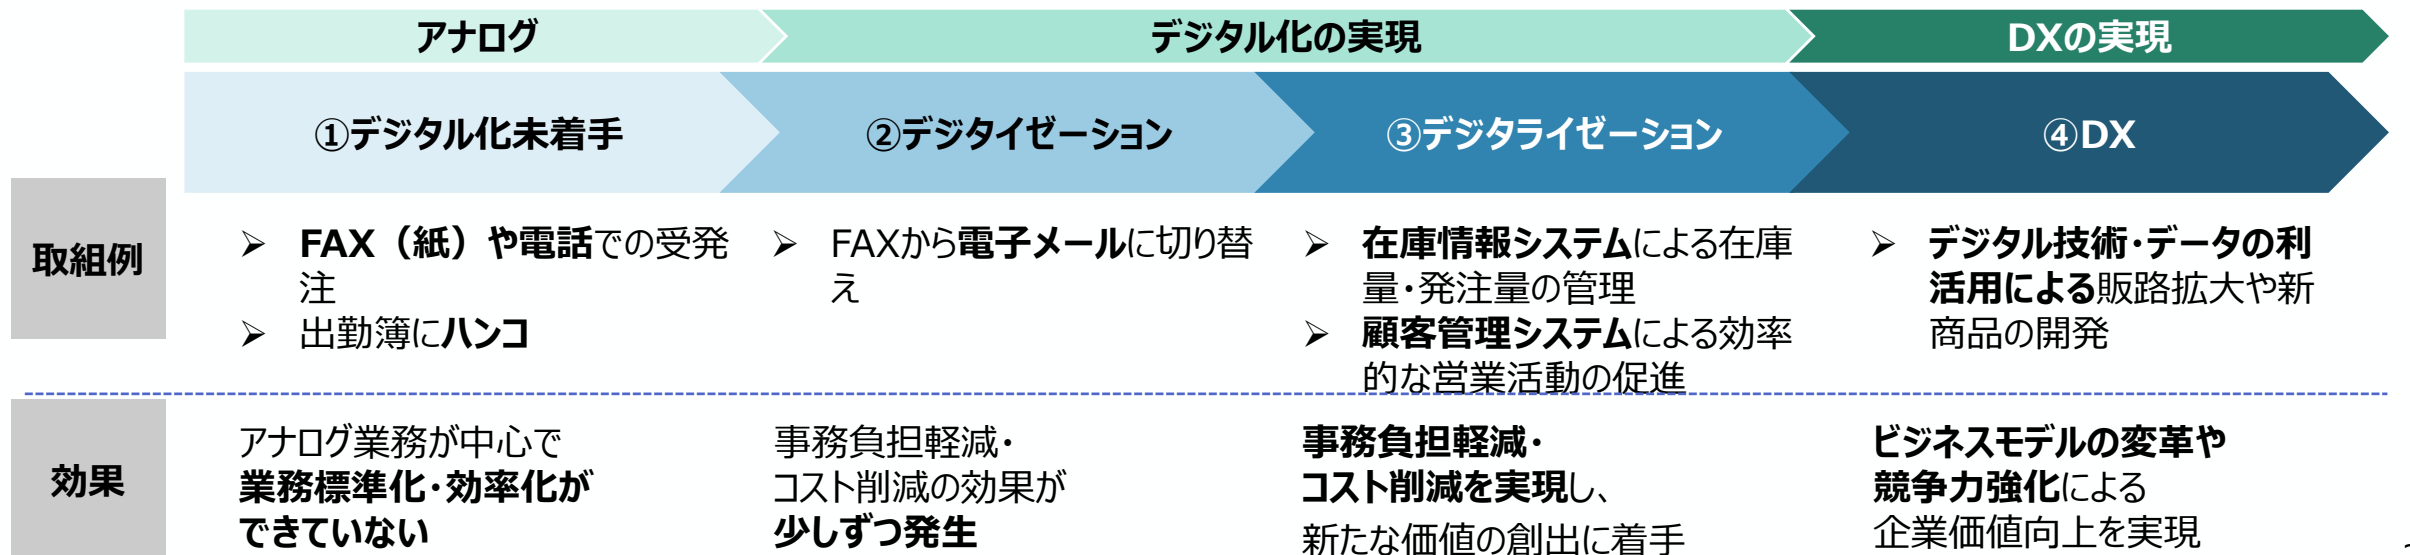 アナログ
デジタル化の実現
DXの実現
①デジタル化未着手
②デジタイゼーション
③デジタライゼーション
④DX
取組例
➢ FAX（紙）や電話での受発
注
➢ 出勤簿にハンコ
➢ FAXから電子メールに切り替
え
➢ 在庫情報システムによる在庫
量・発注量の管理
➢ 顧客管理システムによる効率
的な営業活動の促進
➢ デジタル技術・データの利
活用による販路拡大や新
商品の開発
効果
アナログ業務が中心で
業務標準化・効率化が
できていない
事務負担軽減・
コスト削減の効果が
少しずつ発生
事務負担軽減・
コスト削減を実現し、
新たな価値の創出に着手
ビジネスモデルの変革や
競争力強化による
企業価値向上を実現